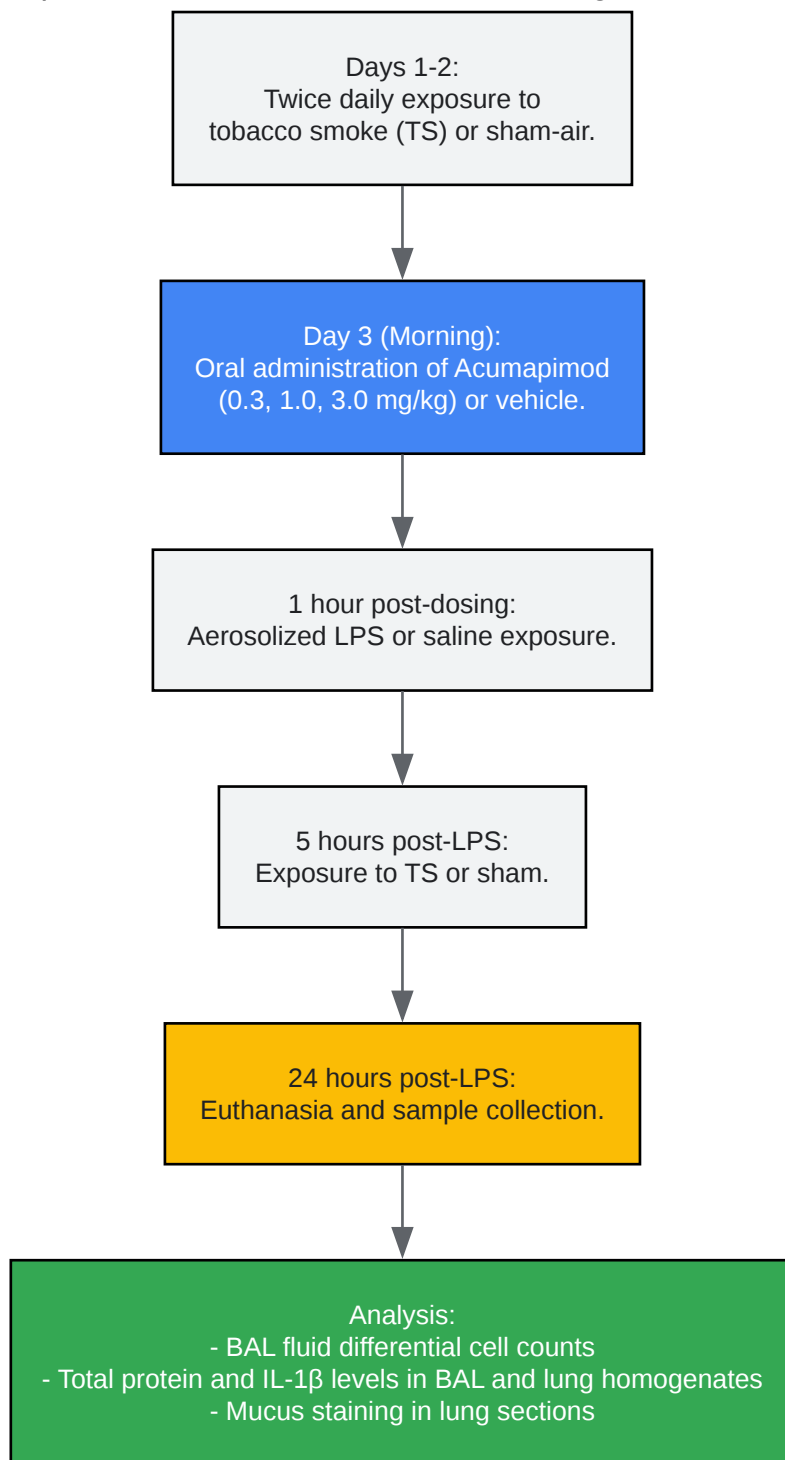 Days 1-2:
Twice daily exposure to
tobacco smoke (TS) or sham-air.
Day 3 (Morning):
Oral administration of Acumapimod
(0.3, 1.0, 3.0 mg/kg) or vehicle.
1 hour post-dosing:
Aerosolized LPS or saline exposure.
5 hours post-LPS:
Exposure to TS or sham.
24 hours post-LPS:
Euthanasia and sample collection.
Analysis:
- BAL fluid differential cell counts
- Total protein and IL-1β levels in BAL and lung homogenates
- Mucus staining in lung sections